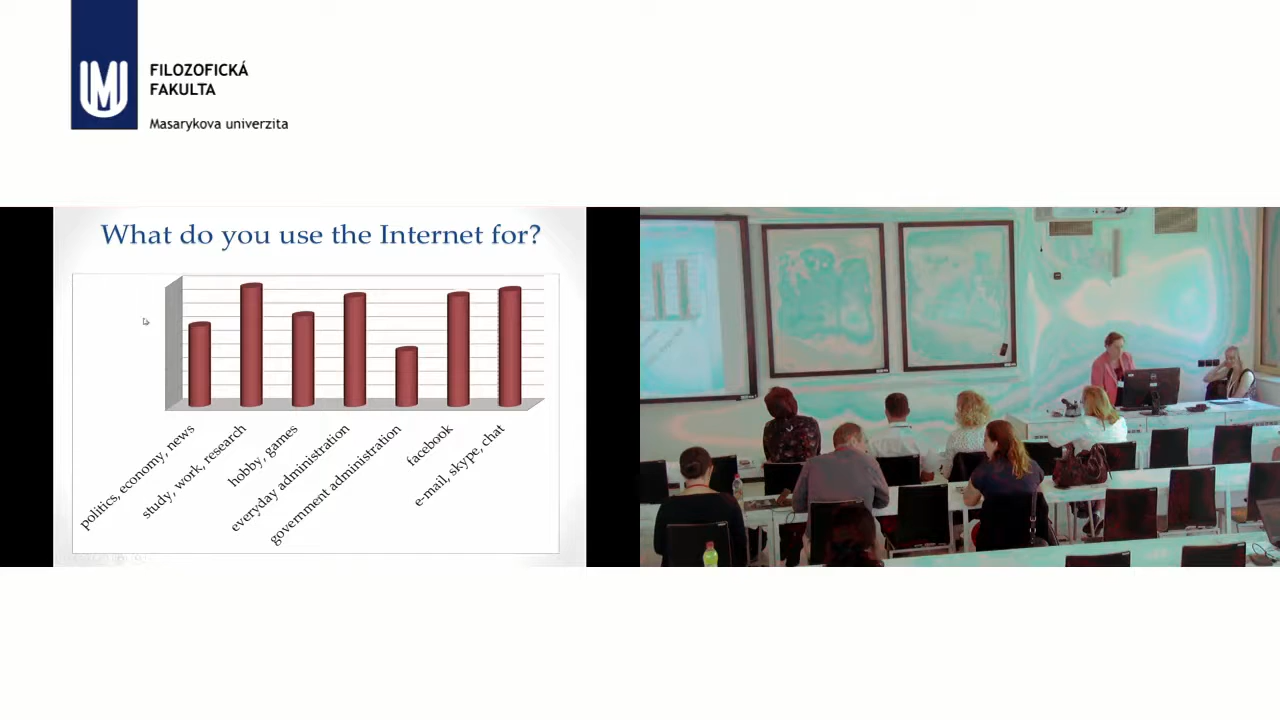 FILOZOFICKÁ
FAKULTA
Masarykova univerzita
What do you use the Internet for?
politics, economy, news
study, work, research
hobby, games
everyday administration
government administration
facebook
e-mail, skype, chat